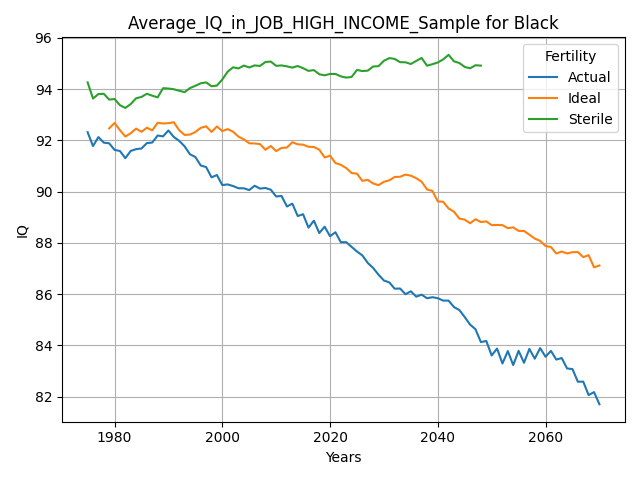 Average_IQ_in_JOB_HIGH_INCOME_Sample for Black
96
94
92
90
88
86
84
82
IQ
1980
2000
2020
2040
2060
Years
Fertility
Actual
Ideal
Sterile